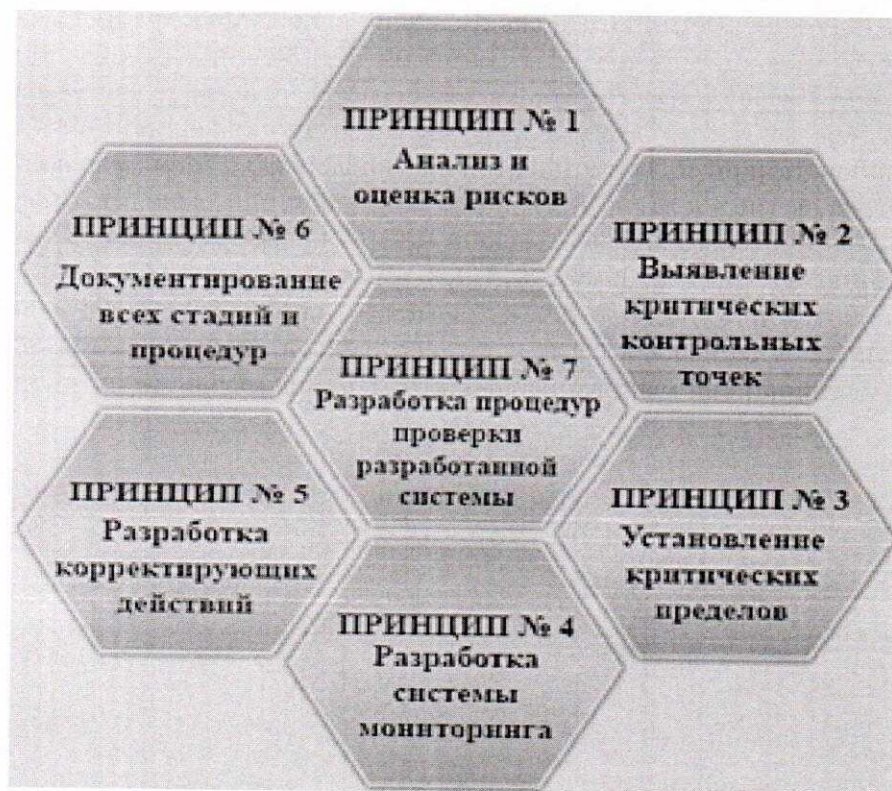 ПРИНЦИП № 1
Анализ и
оценка рисков
ПРИНЦИП № 2
Выявление
критических
контрольных
точек
ПРИНЦИП № 3
Установление
критических
пределов
ПРИНЦИП № 4
Разработка
системы
мониторинга
ПРИНЦИП № 5
Разработка
корректирующих
действий
ПРИНЦИП № 6
Документирование
всех стадий и
процедур
ПРИНЦИП № 7
Разработка процедур
проверки
разработанной
системы